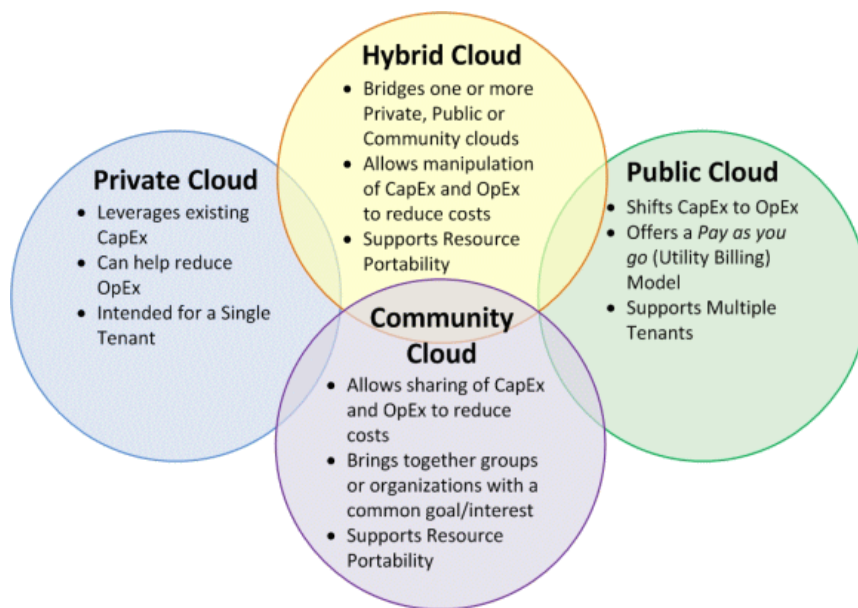 Hybrid Cloud
• Bridges one or more
Private, Public or
Community clouds
• Allows manipulation
of CapEx and OpEx
to reduce costs
• Supports Resource
Portability
Private Cloud
• Leverages existing
CapEx
• Can help reduce
OpEx
• Intended for a Single
Tenant
Public Cloud
• Shifts CapEx to OpEx
• Offers a Pay as you
go (Utility Billing)
Model
• Supports Multiple
Tenants
Community
Cloud
• Allows sharing of CapEx
and OpEx to reduce
costs
• Brings together groups
or organizations with a
common goal/interest
• Supports Resource
Portability